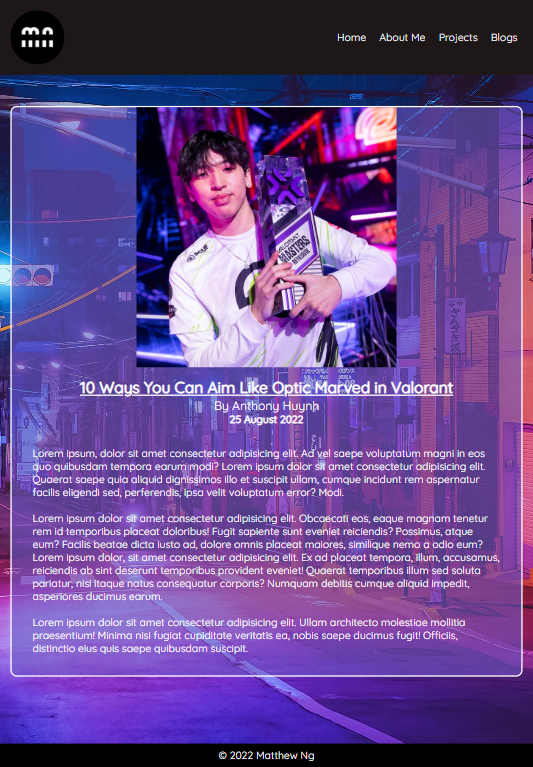 mn
Home About Me Projects Blogs
VALORANT
MASTERS
REYKJAVÍK
10 Ways You Can Aim Like Optic Marved in Valorant
By Anthony Huynh
25 August 2022
Lorem ipsum, dolor sit amet consectetur adipisicing elit. Ad vel saepe voluptatum magni in eos
quo quibusdam tempora earum modi? Lorem ipsum dolor sit amet consectetur adipisicing elit.
Quaerat saepe quia aliquid dignissimos illo et suscipit ullam, cumque incidunt rem aspernatur
facilis eligendi sed, perferendis, ipsa velit voluptatum error? Modi.
Lorem ipsum dolor sit amet consectetur adipisicing elit. Obcaecati eos, eaque magnam tenetur
rem id temporibus placeat doloribus! Fugit sapiente sunt eveniet reiciendis? Possimus, atque
eum? Facilis beatae dicta iusto ad, dolore omnis placeat maiores, similique nemo a odio eum?
Lorem ipsum dolor, sit amet consectetur adipisicing elit. Ex ad placeat tempora, illum, accusamus,
reiciendis ab sint deserunt temporibus provident eveniet! Quaerat temporibus illum sed soluta
pariatur, nisi itaque natus consequatur corporis? Numquam debitis cumque aliquid impedit,
asperiores ducimus earum.
Lorem ipsum dolor sit amet consectetur adipisicing elit. Ullam architecto molestiae mollitia
praesentium! Minima nisi fugiat cupiditate veritatis ea, nobis saepe ducimus fugit! Officiis,
distinctio eius quis saepe quibusdam suscipit.
© 2022 Matthew Ng